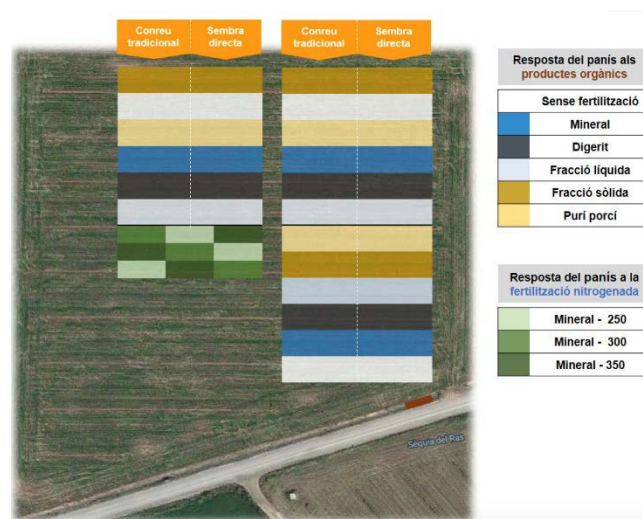 Conreu
tradicional
Sembra
directa
Conreu
tradicional
Sembra
directa
Resposta del panís als
productes orgànics
Sense fertilització
Mineral
Digerit
Fracció líquida
Fracció sòlida
Purí porcí
Resposta del panís a la
fertilització nitrogenada
Mineral - 250
Mineral - 300
Mineral - 350
Sèquia del Ras